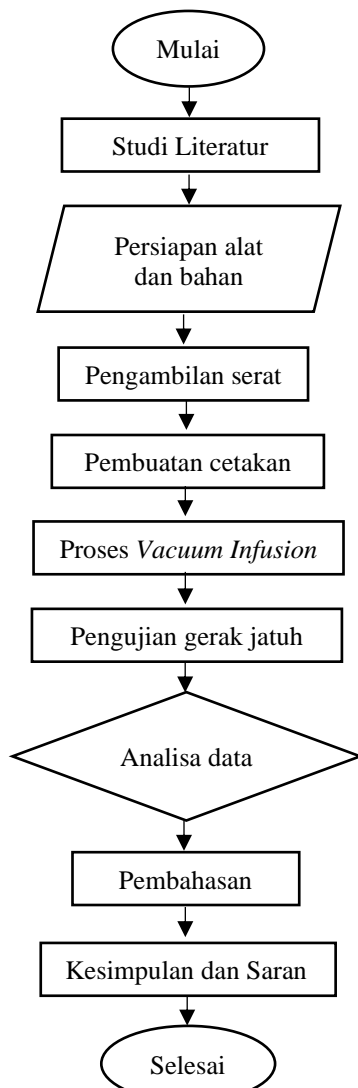 Mulai
Studi Literatur
Persiapan alat
dan bahan
Pengambilan serat
Pembuatan cetakan
Proses Vacuum Infusion
Pengujian gerak jatuh
Analisa data
Pembahasan
Kesimpulan dan Saran
Selesai